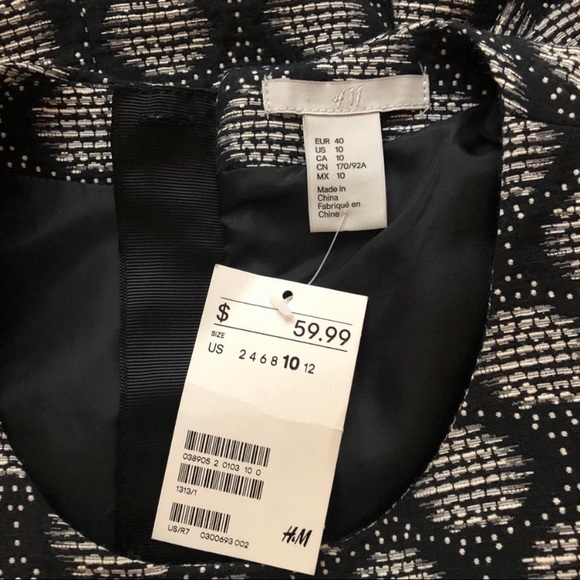 H&M
EUR 40
US 10
CA 10
CN 170/92A
MX 10
Made in
China
Fabriqué en
Chine
$ 59.99
SIZE
US 2 4 6 8 10 12
038905 2 0103 10 0
1313/1
US/R7 0300693 002
H&M